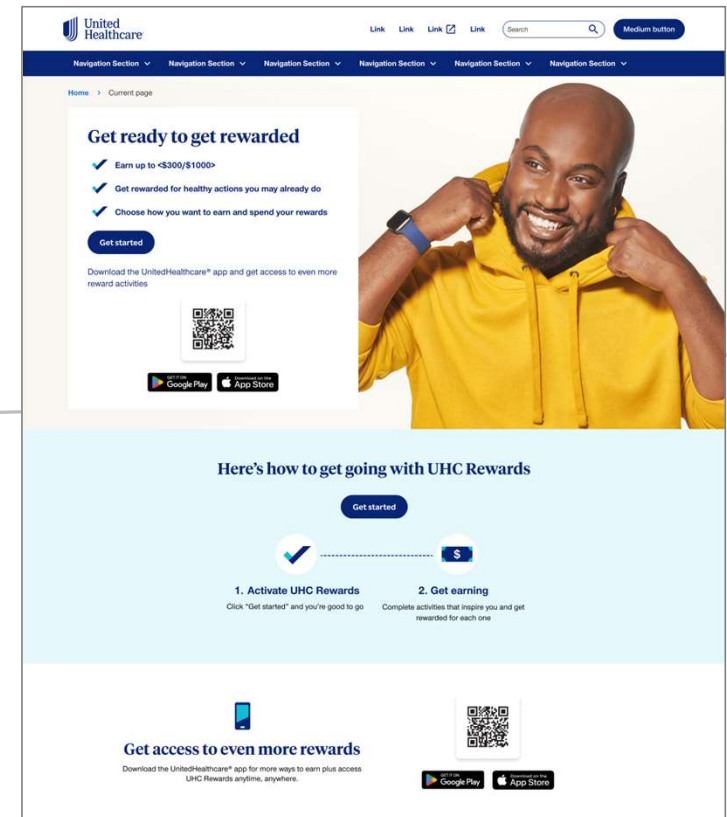 United
Healthcare
Link Link Link Link Search Medium button
Navigation Section Navigation Section Navigation Section Navigation Section Navigation Section Navigation Section
Home > Current page
Get ready to get rewarded
Earn up to <$300/$1000>
Get rewarded for healthy actions you may already do
Choose how you want to earn and spend your rewards
Get started
Download the UnitedHealthcare® app and get access to even more
reward activities
GET IT ON
Google Play
Download on the
App Store
Here's how to get going with UHC Rewards
Get started
$
1. Activate UHC Rewards
Click "Get started" and you're good to go
2. Get earning
Complete activities that inspire you and get
rewarded for each one
Get access to even more rewards
Download the UnitedHealthcare® app for more ways to earn plus access
UHC Rewards anytime, anywhere.
GET IT ON
Google Play
Download on the
App Store